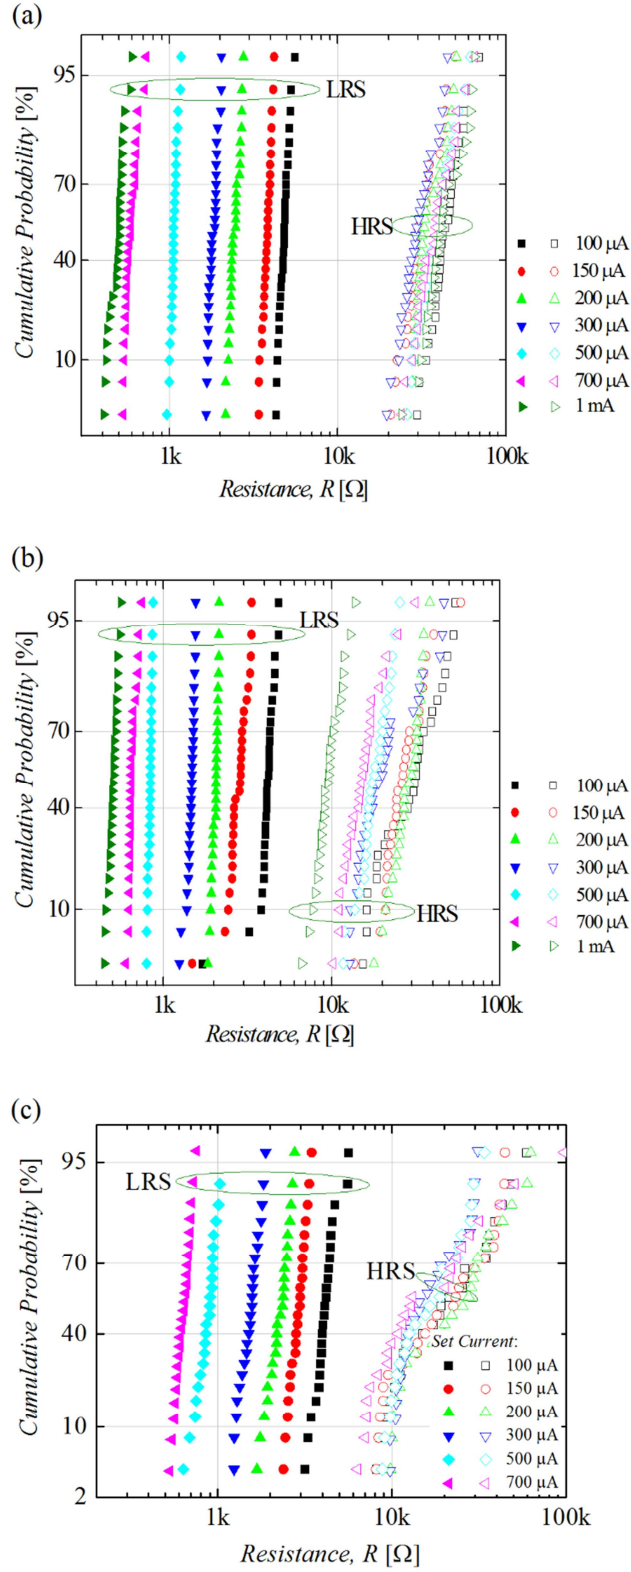 (a)
95
LRS
70
HRS
40
10
Cumulative Probability [%]
1k 10k 100k
Resistance, R [Ω]
100 μA
150 μA
200 μA
300 μA
500 μA
700 μA
1 mA
(b)
95
LRS
70
40
10
HRS
Cumulative Probability [%]
1k 10k 100k
Resistance, R [Ω]
100 μA
150 μA
200 μA
300 μA
500 μA
700 μA
1 mA
(c)
95
LRS
70
HRS
40
10
2
Cumulative Probability [%]
Set Current:
100 μA
150 μA
200 μA
300 μA
500 μA
700 μA
1k 10k 100k
Resistance, R [Ω]